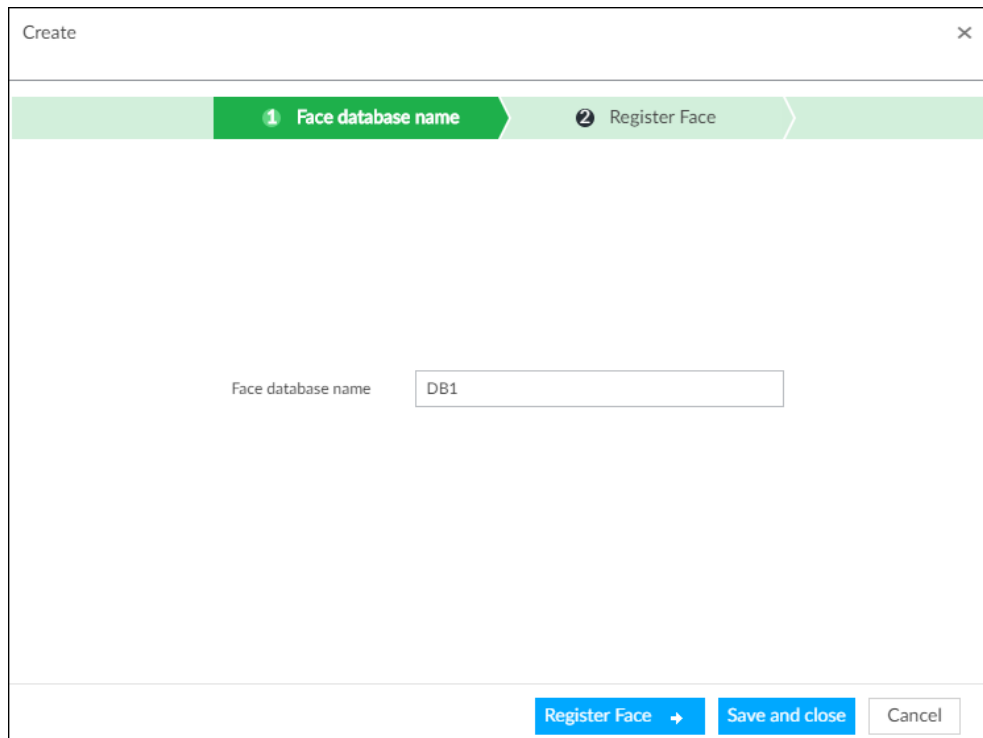 Create
1 Face database name
2 Register Face
Face database name
DB1
Register Face
Save and close
Cancel